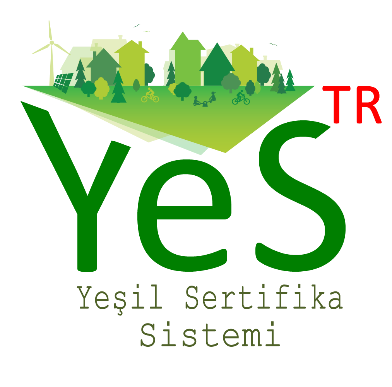 YeS TR
Yeşil Sertifika
Sistemi